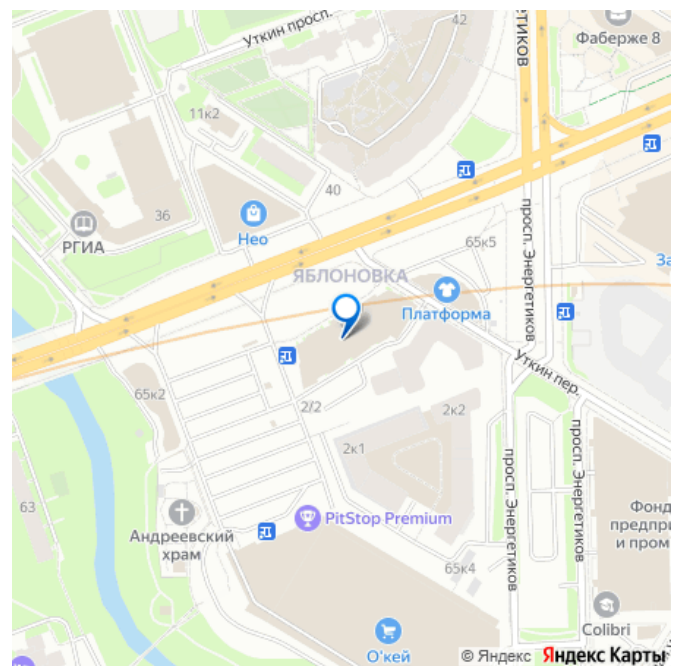 42
Уткин просп.
ЕТИКОВ
Фаберже 8
11к2
40
36
РГИА
Нео
просп. Энергетиков
65к5
ЯБЛОНОВКА
За
Платформа
Уткин пер.
65к2
2/2
2к2
2к1
просп. Энергетиков
просп. Энергетиков
63
Андреевский
храм
PitStop Premium
Фонд
предпри
и пром
65к4
Colibri
О'кей
© Яндекс Яндекс Карты